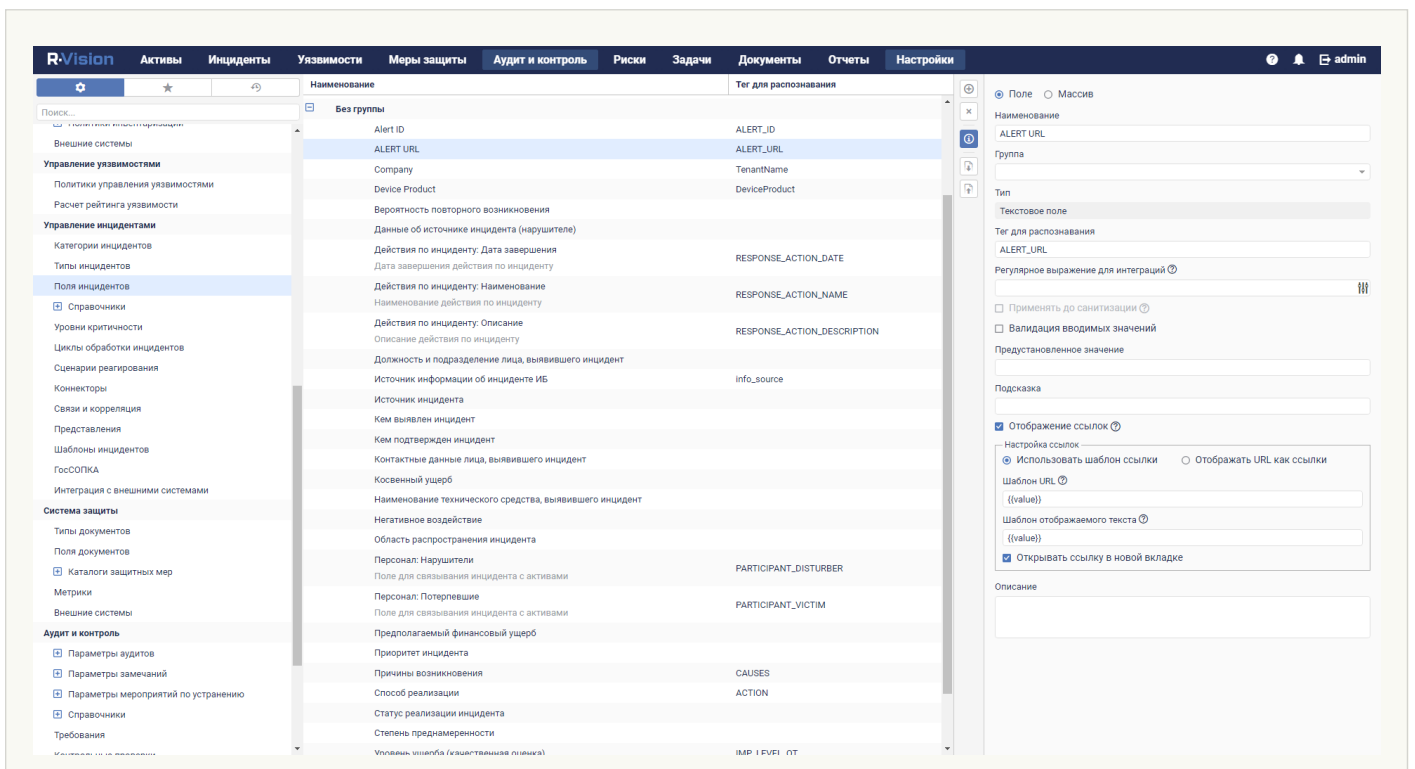 R·Vision Активы Инциденты Уязвимости Меры защиты Аудит и контроль Риски Задачи Документы Отчеты Настройки admin
Поиск...
Политики инвентаризации
Внешние системы
Управление уязвимостями
Политики управления уязвимостями
Расчет рейтинга уязвимости
Управление инцидентами
Категории инцидентов
Типы инцидентов
Поля инцидентов
Справочники
Уровни критичности
Циклы обработки инцидентов
Сценарии реагирования
Коннекторы
Связи и корреляция
Представления
Шаблоны инцидентов
ГосСОПКА
Интеграция с внешними системами
Система защиты
Типы документов
Поля документов
Каталоги защитных мер
Метрики
Внешние системы
Аудит и контроль
Параметры аудитов
Параметры замечаний
Параметры мероприятий по устранению
Справочники
Требования
Контрольные проверки
Наименование Тег для распознавания
Без группы
Alert ID ALERT_ID
ALERT URL ALERT_URL
Company TenantName
Device Product DeviceProduct
Вероятность повторного возникновения
Данные об источнике инцидента (нарушителе)
Действия по инциденту: Дата завершения
Дата завершения действия по инциденту
RESPONSE_ACTION_DATE
Действия по инциденту: Наименование
Наименование действия по инциденту
RESPONSE_ACTION_NAME
Действия по инциденту: Описание
Описание действия по инциденту
RESPONSE_ACTION_DESCRIPTION
Должность и подразделение лица, выявившего инцидент
Источник информации об инциденте ИБ info_source
Источник инцидента
Кем выявлен инцидент
Кем подтвержден инцидент
Контактные данные лица, выявившего инцидент
Косвенный ущерб
Наименование технического средства, выявившего инцидент
Негативное воздействие
Область распространения инцидента
Персонал: Нарушители
Поле для связывания инцидента с активами
PARTICIPANT_DISTURBER
Персонал: Потерпевшие
Поле для связывания инцидента с активами
PARTICIPANT_VICTIM
Предполагаемый финансовый ущерб
Приоритет инцидента
Причины возникновения CAUSES
Способ реализации ACTION
Статус реализации инцидента
Степень преднамеренности
Уровень ущерба (качественная оценка) IMP_LEVEL_QT
Поле Массив
Наименование
ALERT URL
Группа
Тип
Текстовое поле
Тег для распознавания
ALERT_URL
Регулярное выражение для интеграций
Применять до санитизации
Валидация вводимых значений
Предустановленное значение
Подсказка
Отображение ссылок
Настройка ссылок
Использовать шаблон ссылки Отображать URL как ссылки
Шаблон URL
{{value}}
Шаблон отображаемого текста
{{value}}
Открывать ссылку в новой вкладке
Описание